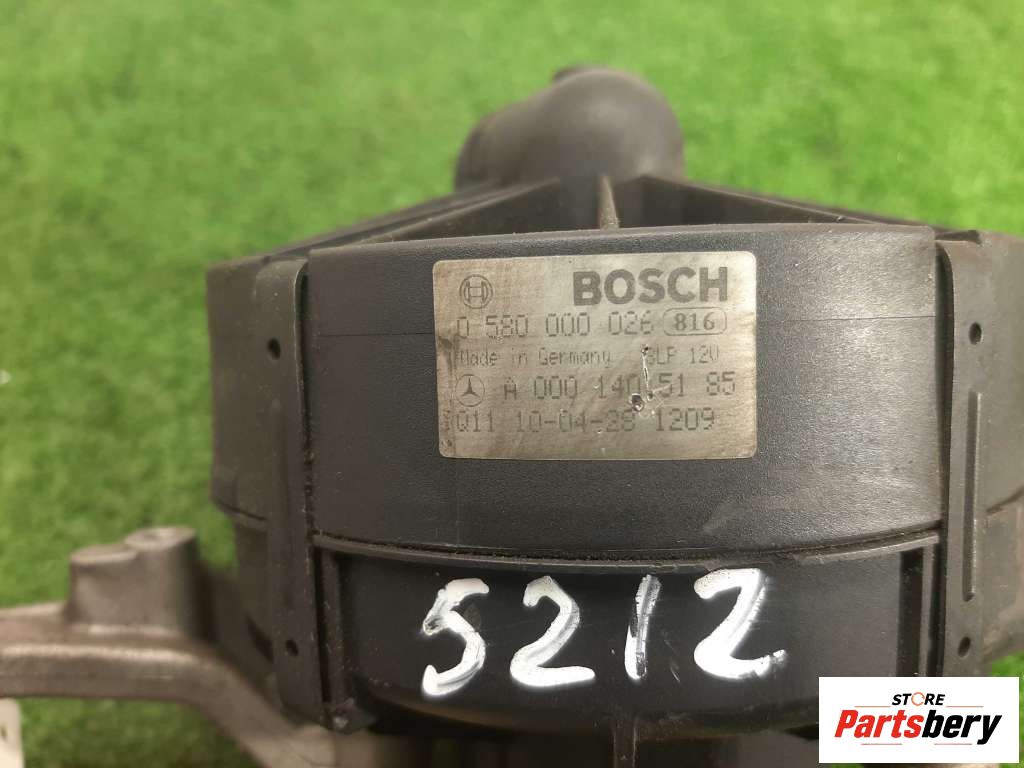 BOSCH
0 580 000 026 816
Made in Germany SLP 12V
A 000 140 51 85
Q11 10-04-28 1209
5212
STORE
Partsbery